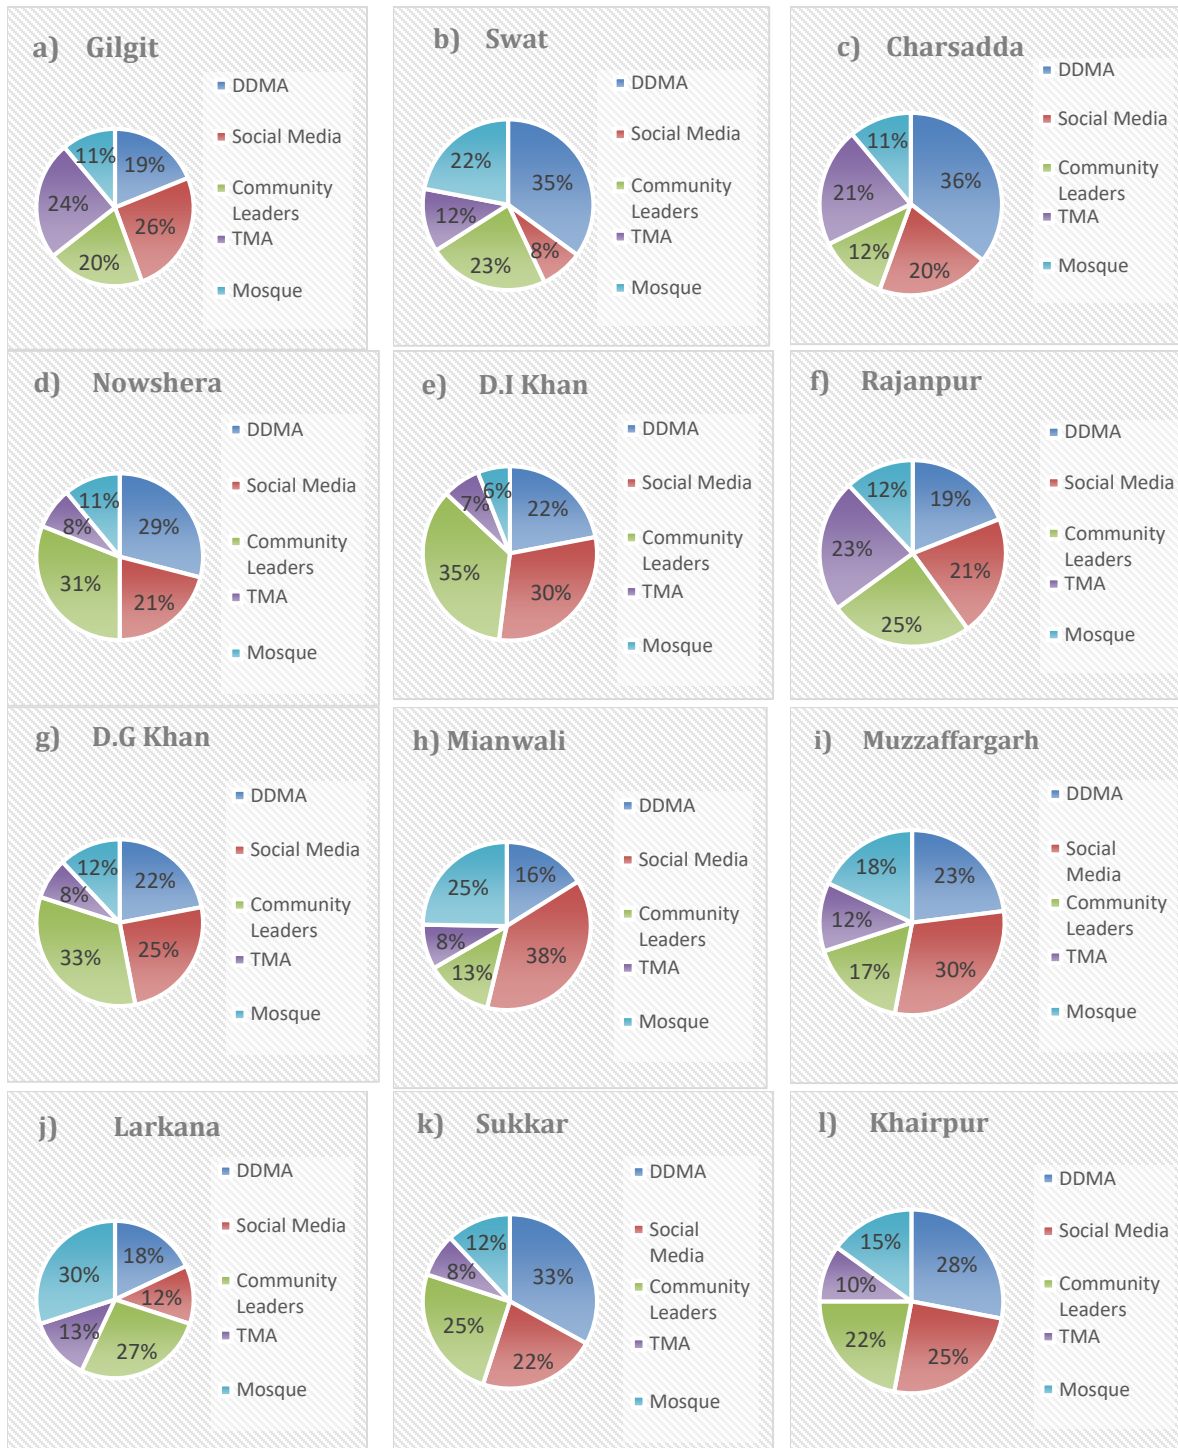 a) Gilgit
DDMA
Social Media
Community
Leaders
TMA
Mosque
19%
26%
20%
24%
11%
b) Swat
DDMA
Social Media
Community
Leaders
TMA
Mosque
35%
8%
23%
12%
22%
c) Charsadda
DDMA
Social Media
Community
Leaders
TMA
Mosque
36%
20%
12%
21%
11%
d) Nowshera
DDMA
Social Media
Community
Leaders
TMA
Mosque
29%
21%
31%
8%
11%
e) D.I Khan
DDMA
Social Media
Community
Leaders
TMA
Mosque
22%
30%
35%
7%
6%
f) Rajanpur
DDMA
Social Media
Community
Leaders
TMA
Mosque
19%
21%
25%
23%
12%
g) D.G Khan
DDMA
Social Media
Community
Leaders
TMA
Mosque
22%
25%
33%
8%
12%
h) Mianwali
DDMA
Social Media
Community
Leaders
TMA
Mosque
16%
38%
13%
8%
25%
i) Muzzaffargarh
DDMA
Social
Media
Community
Leaders
TMA
Mosque
23%
30%
17%
12%
18%
j) Larkana
DDMA
Social Media
Community
Leaders
TMA
Mosque
18%
12%
27%
13%
30%
k) Sukkar
DDMA
Social
Media
Community
Leaders
TMA
Mosque
33%
22%
25%
8%
12%
l) Khairpur
DDMA
Social Media
Community
Leaders
TMA
Mosque
28%
25%
22%
10%
15%